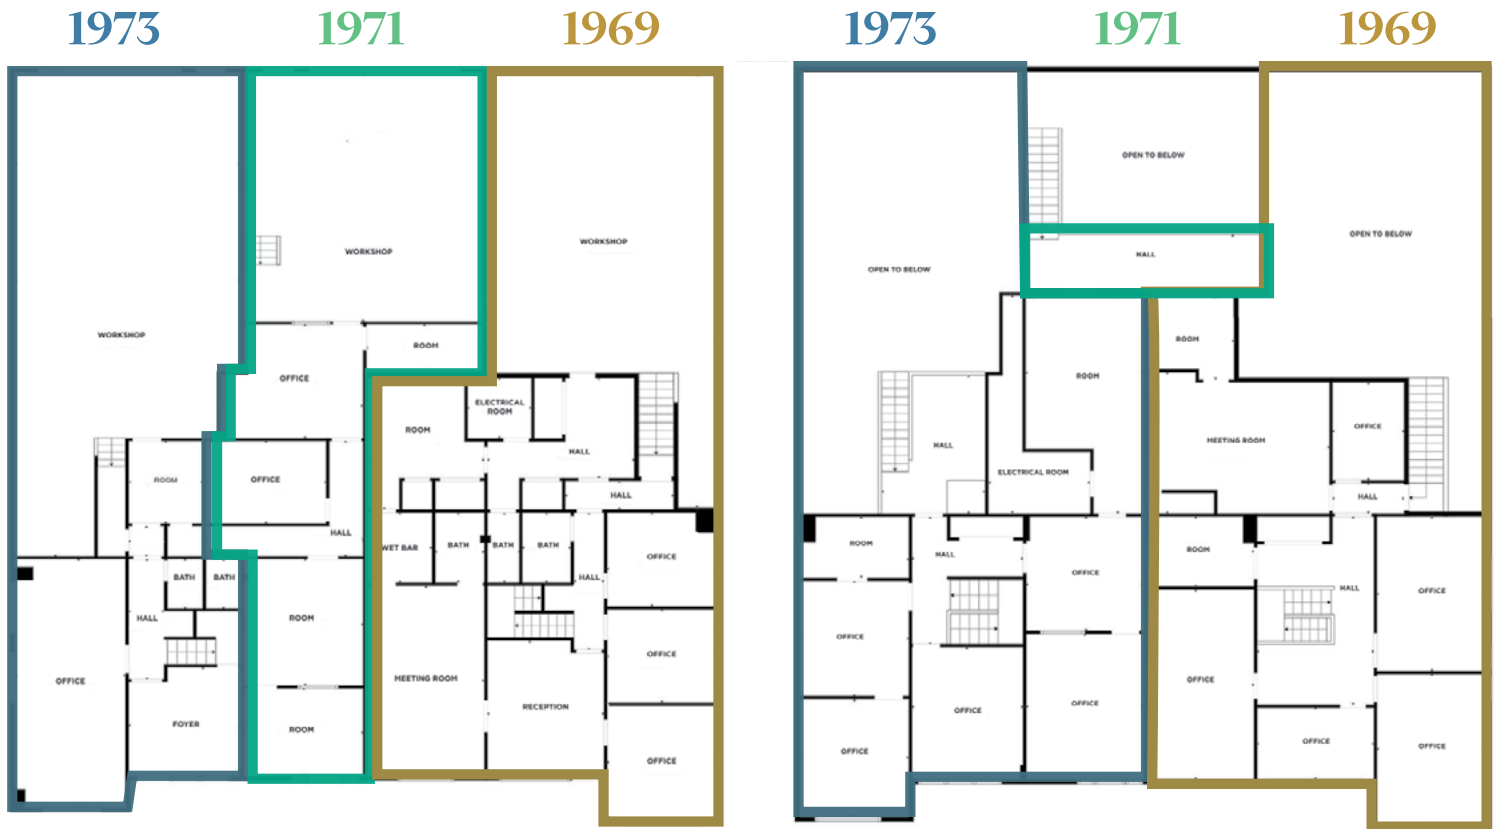 1973
1971
1969
WORKSHOP
WORKSHOP
WORKSHOP
ROOM
OFFICE
ELECTRICAL
ROOM
ROOM
HALL
ROOM
OFFICE
HALL
HALL
WET BAR
BATH
BATH
BATH
OFFICE
BATH
BATH
HALL
HALL
ROOM
OFFICE
OFFICE
MEETING ROOM
RECEPTION
FOYER
ROOM
OFFICE
1973
1971
1969
OPEN TO BELOW
OPEN TO BELOW
HALL
OPEN TO BELOW
ROOM
ROOM
OFFICE
HALL
MEETING ROOM
ELECTRICAL ROOM
HALL
ROOM
HALL
OFFICE
ROOM
HALL
OFFICE
OFFICE
OFFICE
OFFICE
OFFICE
OFFICE
OFFICE
OFFICE
OFFICE